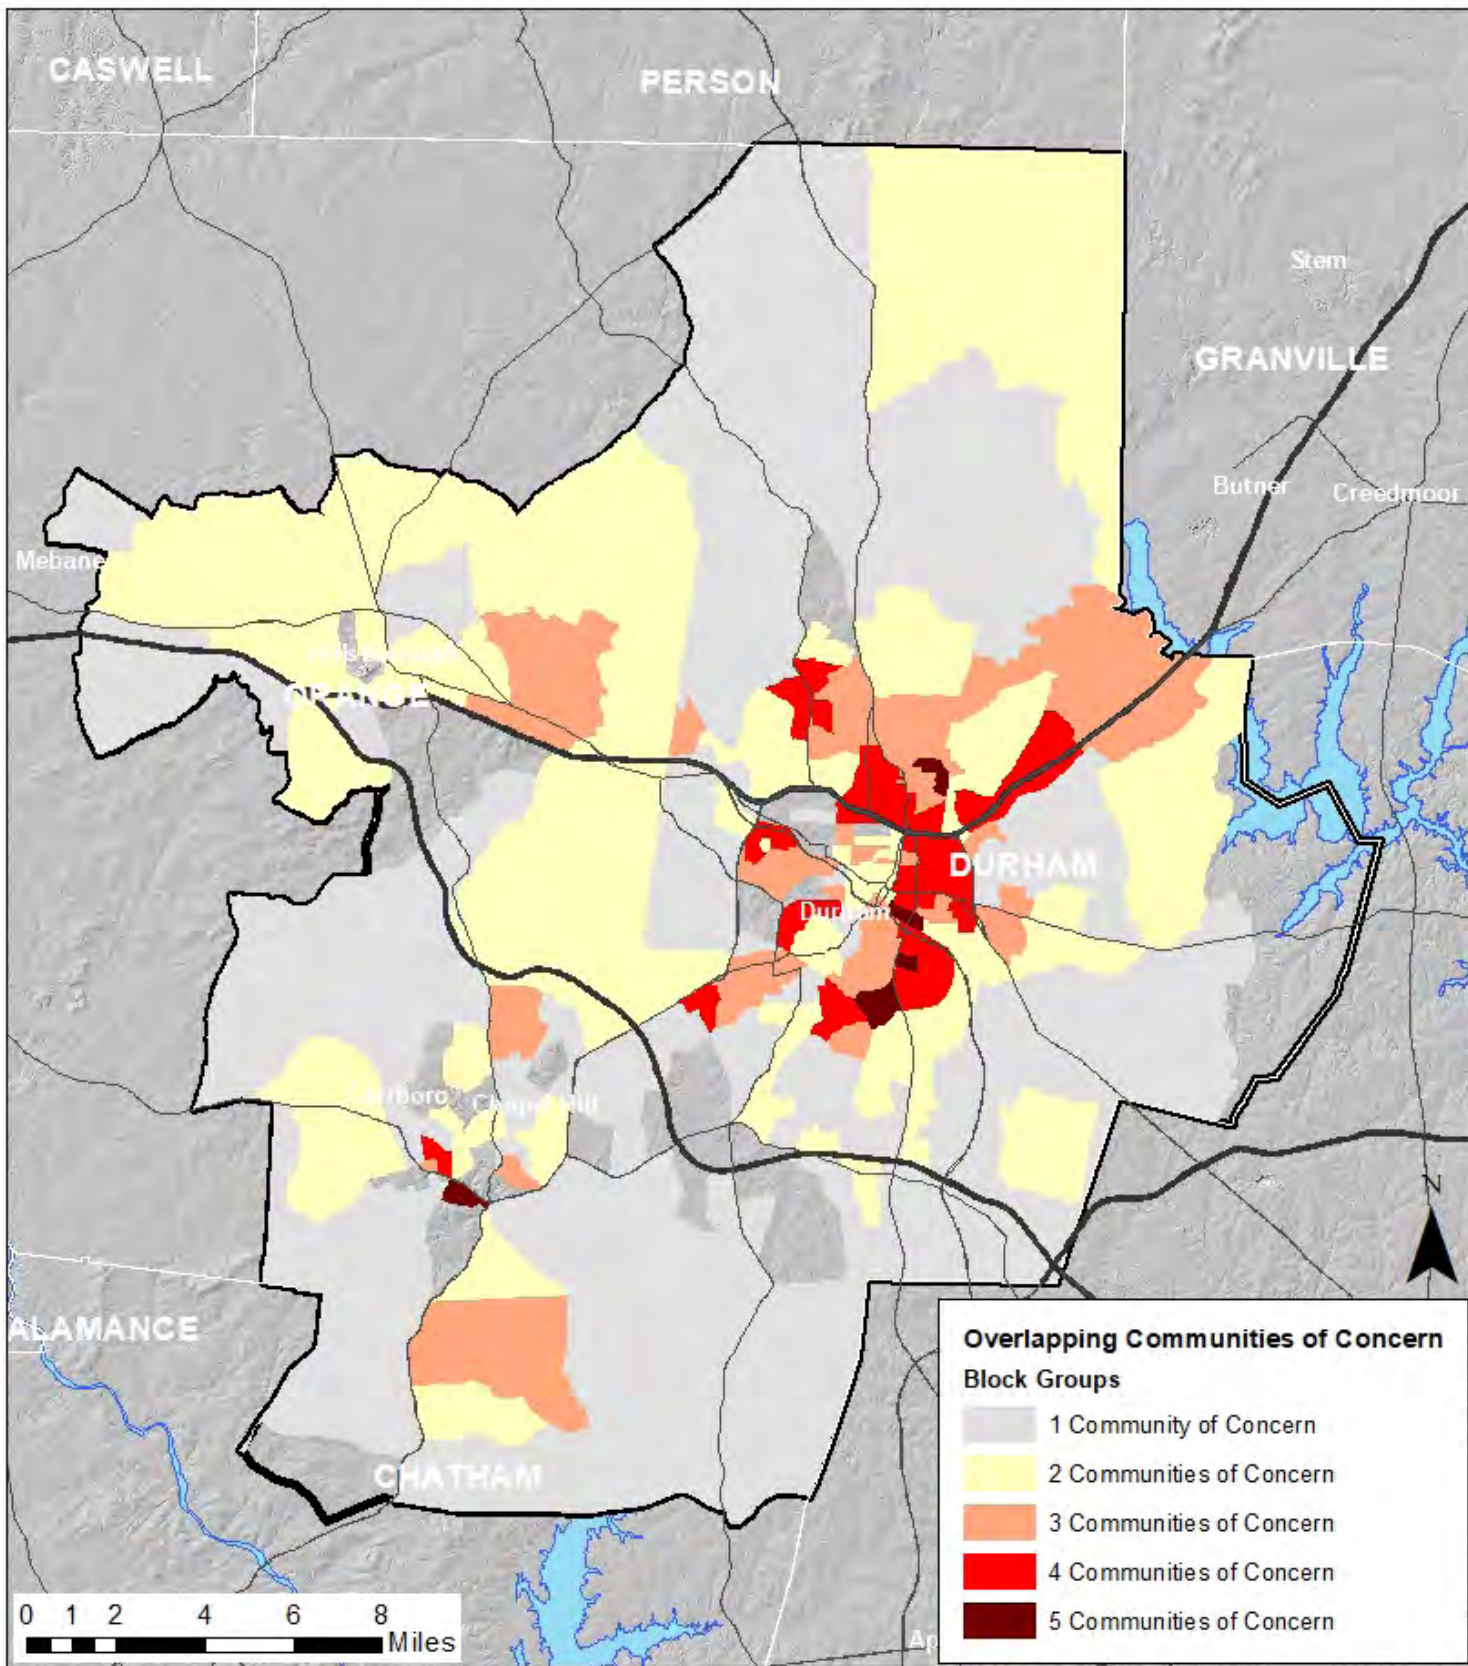 CASWELL
PERSON
Stem
GRANVILLE
Butner
Creedmoor
Mebane
ORANGE
DURHAM
Durham
Chapel Hill
ALAMANCE
CHATHAM
N
Overlapping Communities of Concern
Block Groups
1 Community of Concern
2 Communities of Concern
3 Communities of Concern
4 Communities of Concern
5 Communities of Concern
0 1 2 4 6 8
Miles
Ap